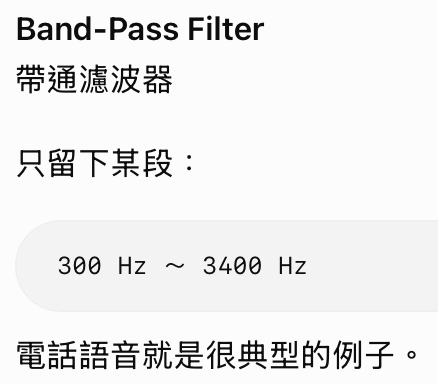 Band-Pass Filter
帶通濾波器
只留下某段：
300 Hz ～ 3400 Hz
電話語音就是很典型的例子。